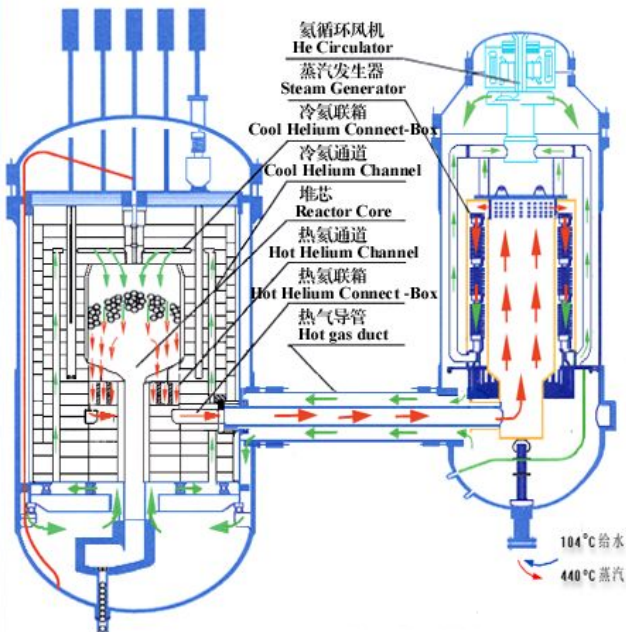 氦循环风机
He Circulator
蒸汽发生器
Steam Generator
冷氦联箱
Cool Helium Connect-Box
冷氦通道
Cool Helium Channel
堆芯
Reactor Core
热氦通道
Hot Helium Channel
热氦联箱
Hot Helium Connect -Box
热气导管
Hot gas duct
104°C给水
440°C蒸汽